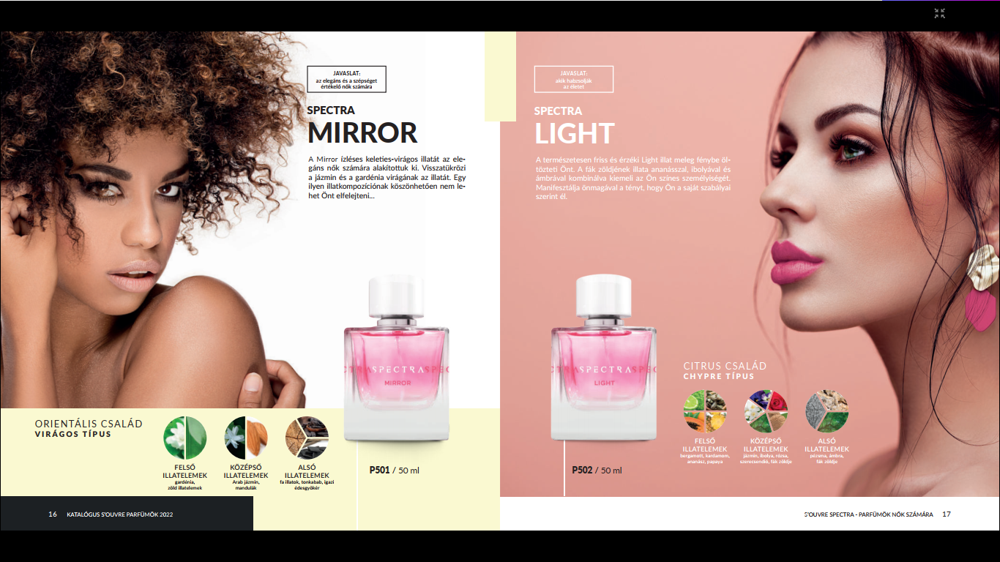 JAVASLAT:
az elegáns és a szépséget
értékelő nők számára
SPECTRA
MIRROR
A Mirror ízléses keleties-virágos illatát az ele-
gáns nők számára alakítottuk ki. Visszatükrözi
a jázmin és a gardénia virágának az illatát. Egy
ilyen illatkompozíciónak köszönhetően nem le-
het Önt elfelejteni...
SPECTRA
MIRROR
ORIENTÁLIS CSALÁD
VIRÁGOS TÍPUS
FELSŐ
ILLATELEMEK
gardénia,
zöld illatelemek
KÖZÉPSŐ
ILLATELEMEK
Arab jázmin,
mandulák
ALSÓ
ILLATELEMEK
fa illatok, tonkabab, igazi
édesgyökér
P501 / 50 ml
16 KATALÓGUS S'OUVRE PARFÜMÖK 2022
JAVASLAT:
akik habzsolják
az életet
SPECTRA
LIGHT
A természetesen friss és érzéki Light illat meleg fénybe öl-
tözteti Önt. A fák zöldjének illata ananásszal, ibolyával és
ámbrával kombinálva kiemeli az Ön színes személyiségét.
Manifesztálja önmagával a tényt, hogy Ön a saját szabályai
szerint él.
SPECTRA
LIGHT
CITRUS CSALÁD
CHYPRE TÍPUS
FELSŐ
ILLATELEMEK
bergamott, kardamom,
ananász, papaya
KÖZÉPSŐ
ILLATELEMEK
jázmin, ibolya, rózsa,
szerecsendió, fák zöldje
ALSÓ
ILLATELEMEK
pézsma, ámbra,
fák zöldje
P502 / 50 ml
S'OUVRE SPECTRA - PARFÜMÖK NŐK SZÁMÁRA 17